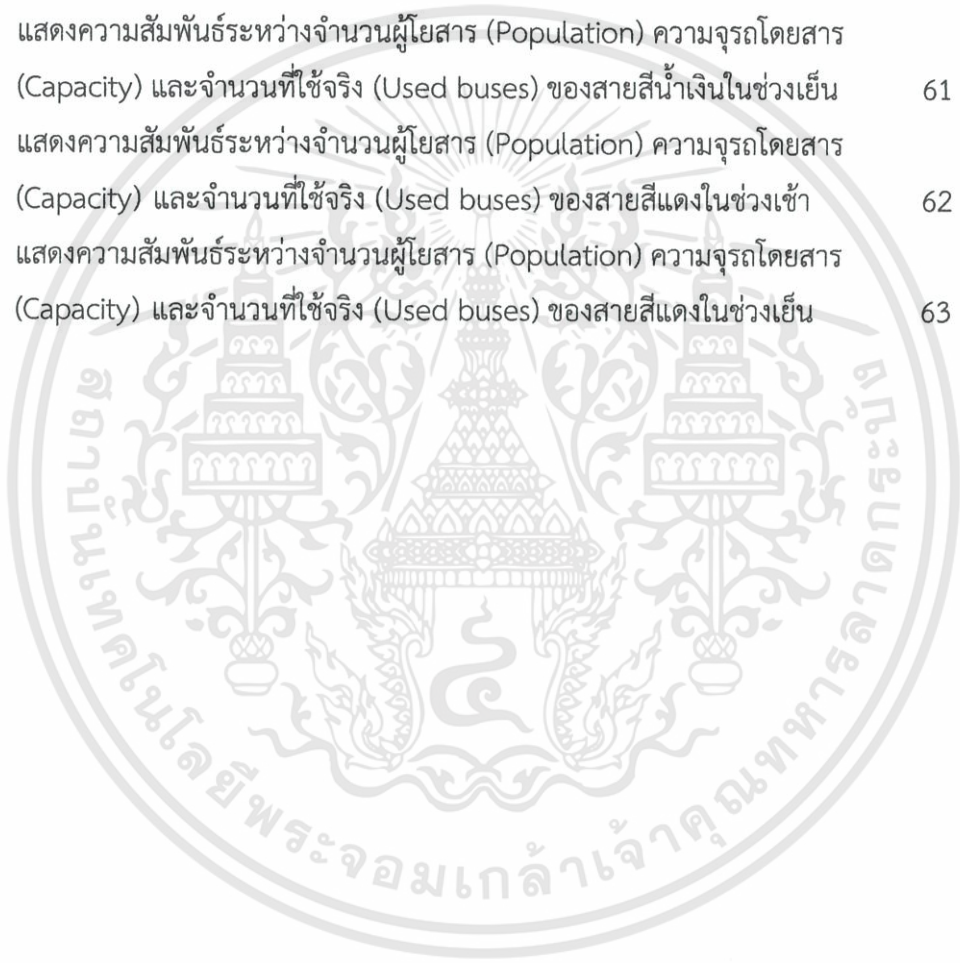 แสดงความสัมพันธ์ระหว่างจำนวนผู้โยสาร (Population) ความจุรถโดยสาร
(Capacity) และจำนวนที่ใช้จริง (Used buses) ของสายสีน้ำเงินในช่วงเย็น 61
แสดงความสัมพันธ์ระหว่างจำนวนผู้โยสาร (Population) ความจุรถโดยสาร
(Capacity) และจำนวนที่ใช้จริง (Used buses) ของสายสีแดงในช่วงเช้า 62
แสดงความสัมพันธ์ระหว่างจำนวนผู้โยสาร (Population) ความจุรถโดยสาร
(Capacity) และจำนวนที่ใช้จริง (Used buses) ของสายสีแดงในช่วงเย็น 63
สถาบันเทคโนโลยีพระจอมเกล้าเจ้าคุณทหารลาดกระบัง